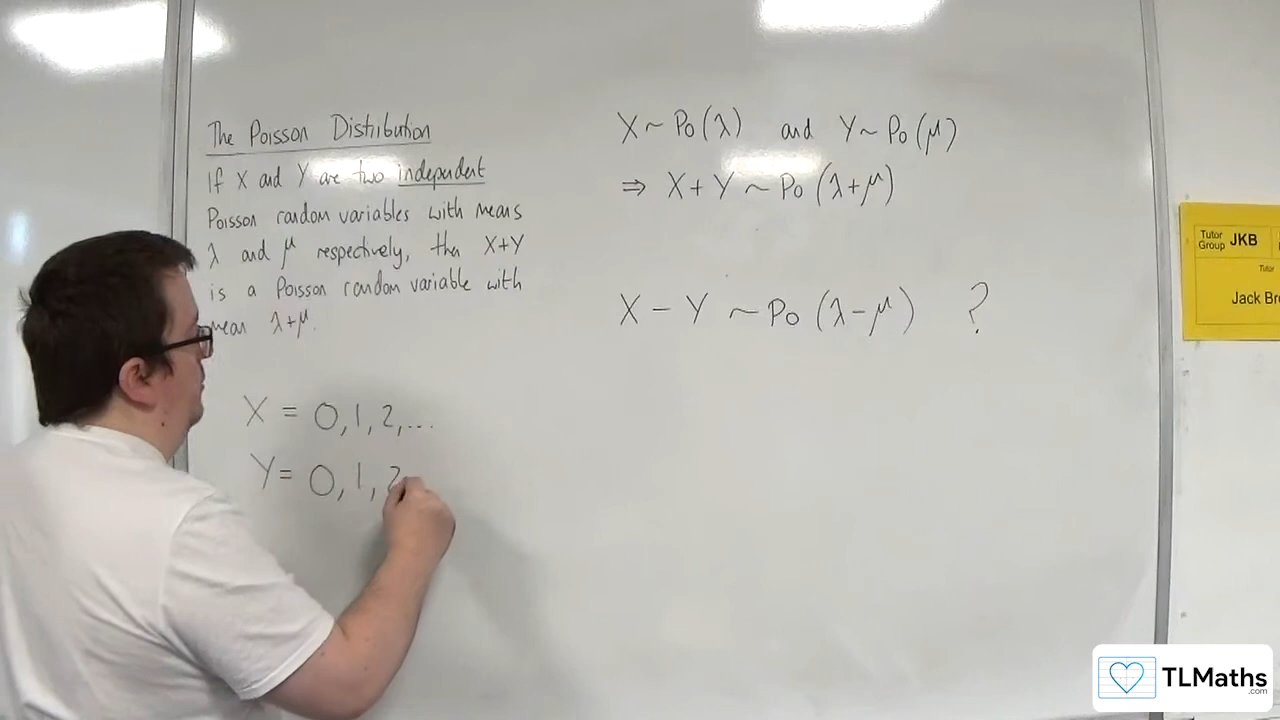 The Poisson Distribution
If X and Y are two independent
Poisson random variables with means
λ and μ respectively, then X+Y
is a Poisson random variable with
mean λ+μ.
X = 0,1,2,...
Y = 0,1,2
X ~ Po(λ) and Y ~ Po(μ)
⇒ X + Y ~ Po (λ+μ)
X − Y ~ Po (λ−μ) ?
Tutor
Group JKB
Tutor
Jack
TLMaths
.com